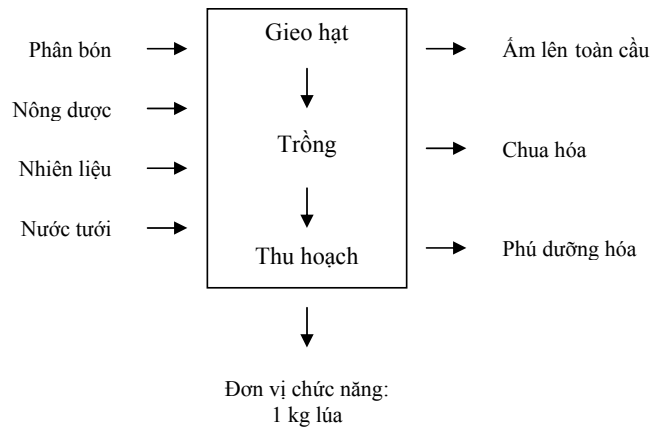 Phân bón
Nông dược
Nhiên liệu
Nước tưới
Gieo hạt
Trồng
Thu hoạch
Ấm lên toàn cầu
Chua hóa
Phú dưỡng hóa
Đơn vị chức năng:
1 kg lúa